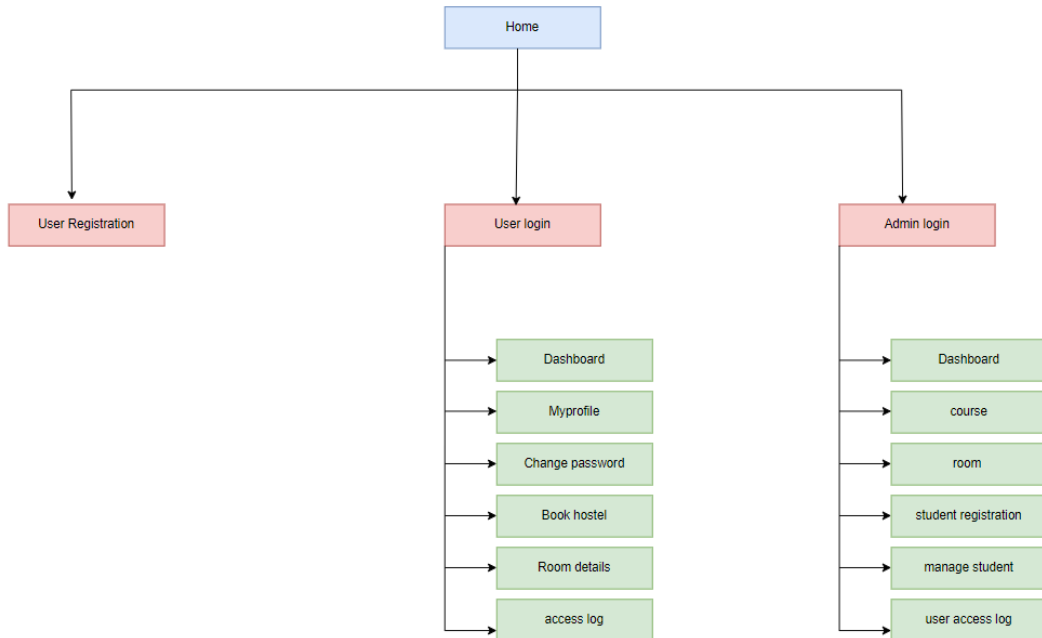 Home
User Registration
User login
Admin login
Dashboard
Myprofile
Change password
Book hostel
Room details
access log
Dashboard
course
room
student registration
manage student
user access log